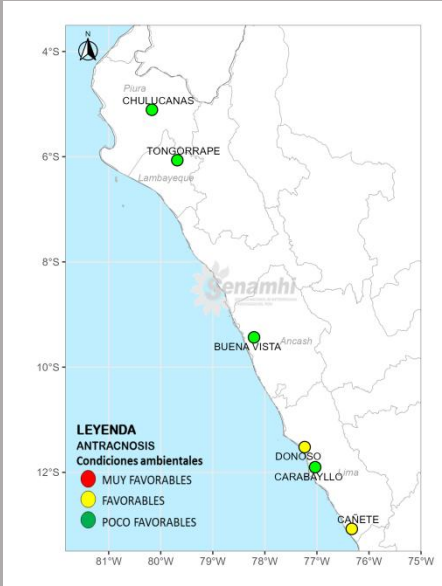 N
4°S
Piura
CHULUCANAS
TONGORRAPE
6°S
Lambayeque
8°S
Senamhi
BUENA VISTA
Ancash
10°S
LEYENDA
ANTRACNOSIS
Condiciones ambientales
MUY FAVORABLES
FAVORABLES
POCO FAVORABLES
DONOSO
12°S
CARABAYLLO
Lima
CAÑETE
81°W
80°W
79°W
78°W
77°W
76°W
75°W